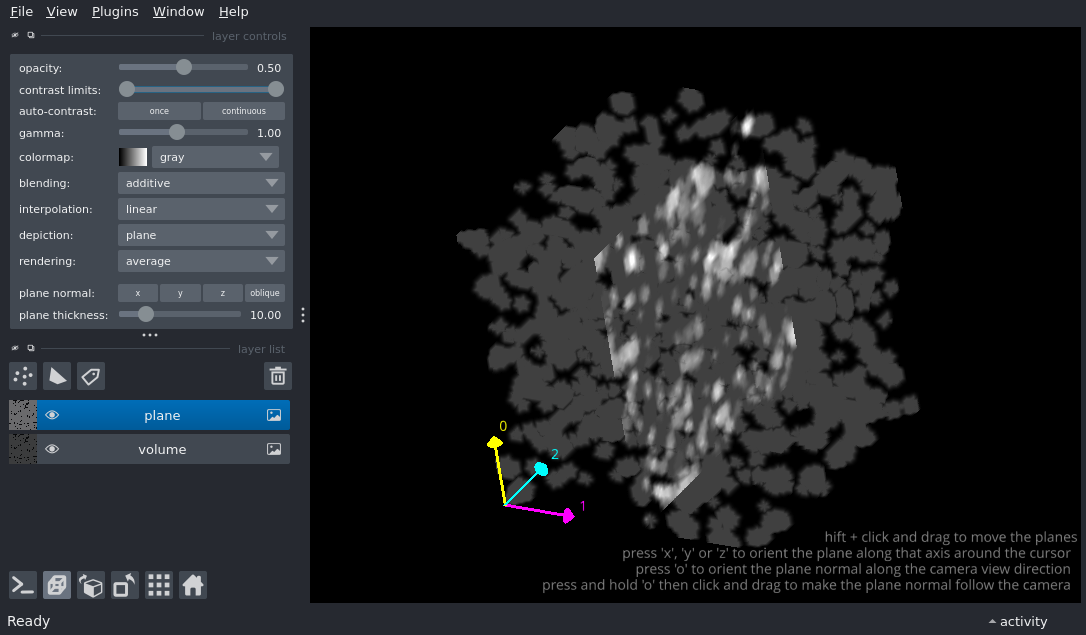 File View Plugins Window Help
layer controls
opacity: 0.50
contrast limits:
auto-contrast: once continuous
gamma: 1.00
colormap: gray
blending: additive
interpolation: linear
depiction: plane
rendering: average
plane normal: x y z oblique
plane thickness: 10.00
layer list
plane
volume
0
2
1
hift + click and drag to move the planes
press 'x', 'y' or 'z' to orient the plane along that axis around the cursor
press 'o' to orient the plane normal along the camera view direction
press and hold 'o' then click and drag to make the plane normal follow the camera
Ready activity